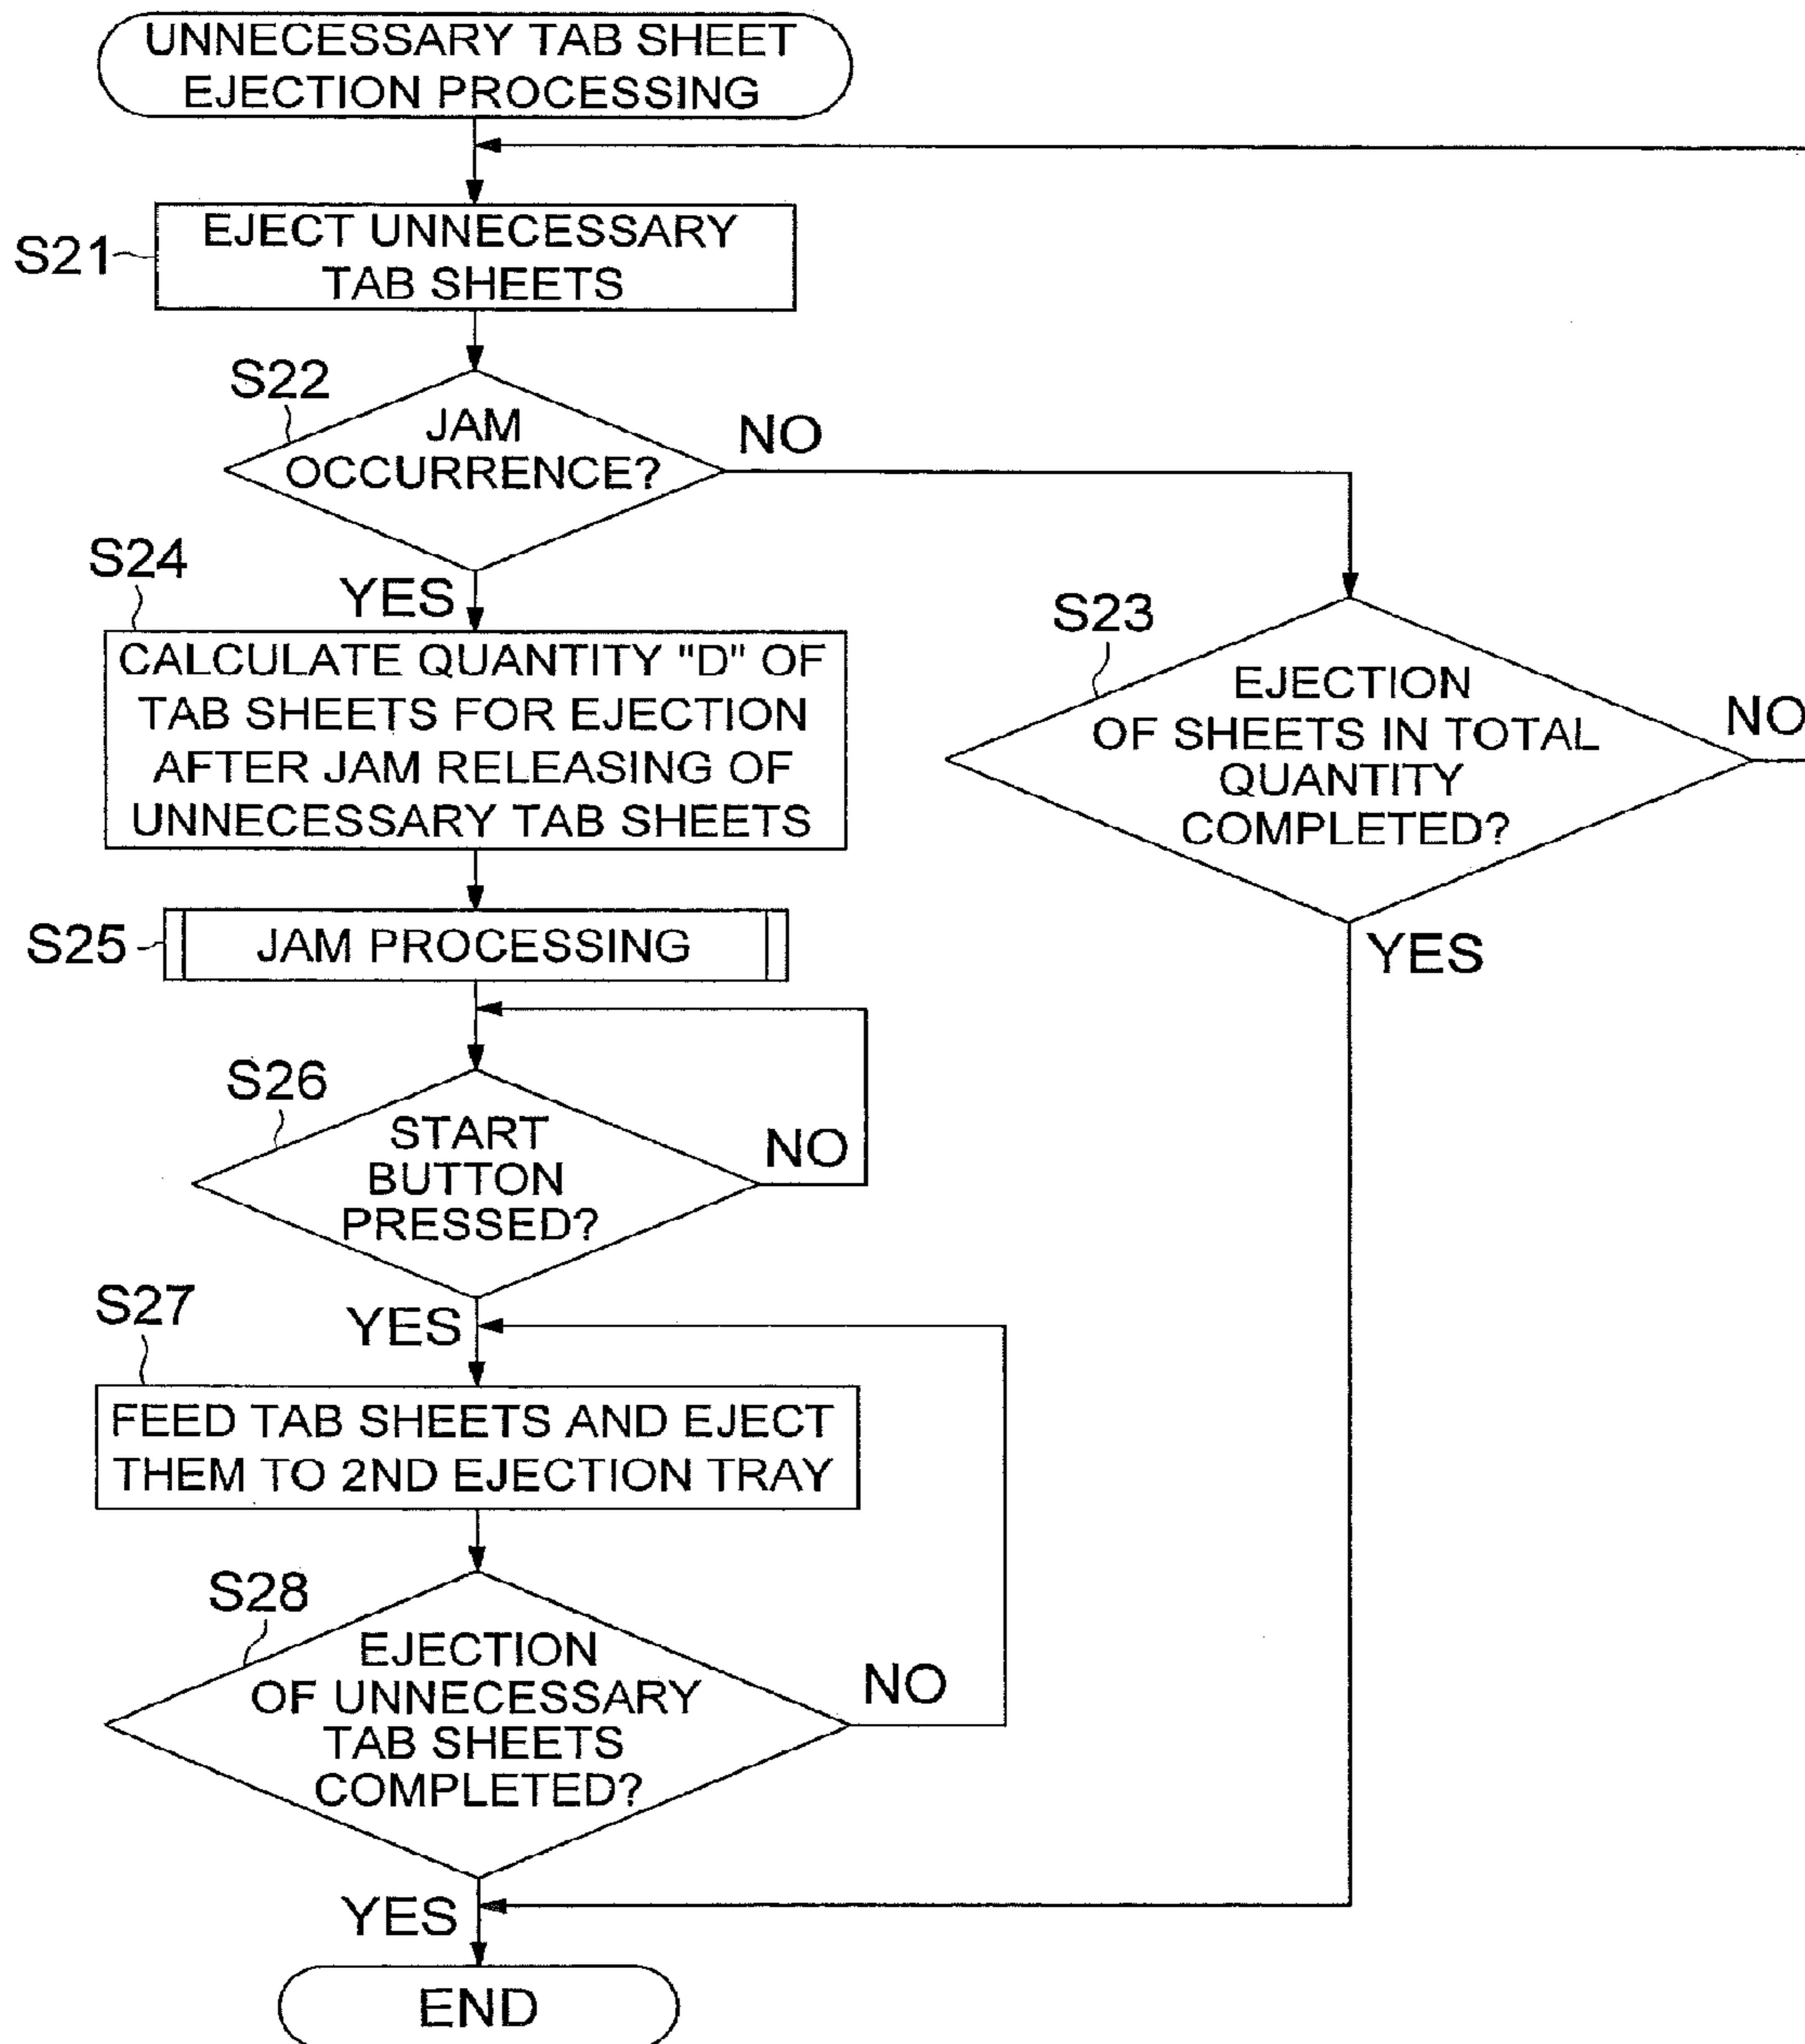 UNNECESSARY TAB SHEET
EJECTION PROCESSING
S21
EJECT UNNECESSARY
TAB SHEETS
S22
JAM
OCCURRENCE?
NO
YES
S23
EJECTION
OF SHEETS IN TOTAL
QUANTITY
COMPLETED?
NO
YES
S24
CALCULATE QUANTITY "D" OF
TAB SHEETS FOR EJECTION
AFTER JAM RELEASING OF
UNNECESSARY TAB SHEETS
S25
JAM PROCESSING
S26
START
BUTTON
PRESSED?
NO
YES
S27
FEED TAB SHEETS AND EJECT
THEM TO 2ND EJECTION TRAY
S28
EJECTION
OF UNNECESSARY
TAB SHEETS
COMPLETED?
NO
YES
END